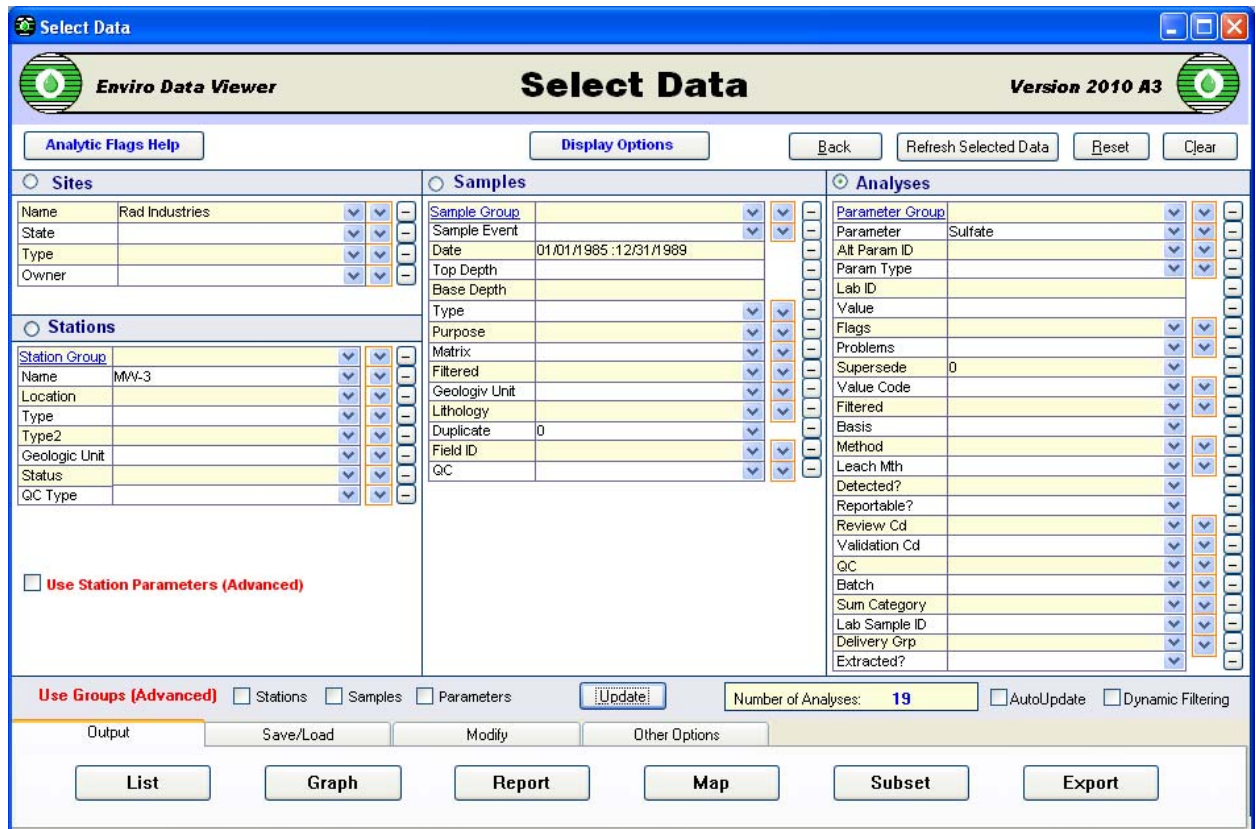 Select Data
Enviro Data Viewer
Select Data
Version 2010 A3
Analytic Flags Help
Display Options
Back
Refresh Selected Data
Reset
Clear
Sites
Name Rad Industries
State
Type
Owner
Stations
Station Group
Name MW-3
Location
Type
Type2
Geologic Unit
Status
QC Type
Use Station Parameters (Advanced)
Samples
Sample Group
Sample Event
Date 01/01/1985 :12/31/1989
Top Depth
Base Depth
Type
Purpose
Matrix
Filtered
Geologiv Unit
Lithology
Duplicate 0
Field ID
QC
Analyses
Parameter Group
Parameter Sulfate
Alt Param ID
Param Type
Lab ID
Value
Flags
Problems
Supersede 0
Value Code
Filtered
Basis
Method
Leach Mth
Detected?
Reportable?
Review Cd
Validation Cd
QC
Batch
Sum Category
Lab Sample ID
Delivery Grp
Extracted?
Use Groups (Advanced) Stations Samples Parameters
Update
Number of Analyses: 19
AutoUpdate Dynamic Filtering
Output Save/Load Modify Other Options
List Graph Report Map Subset Export